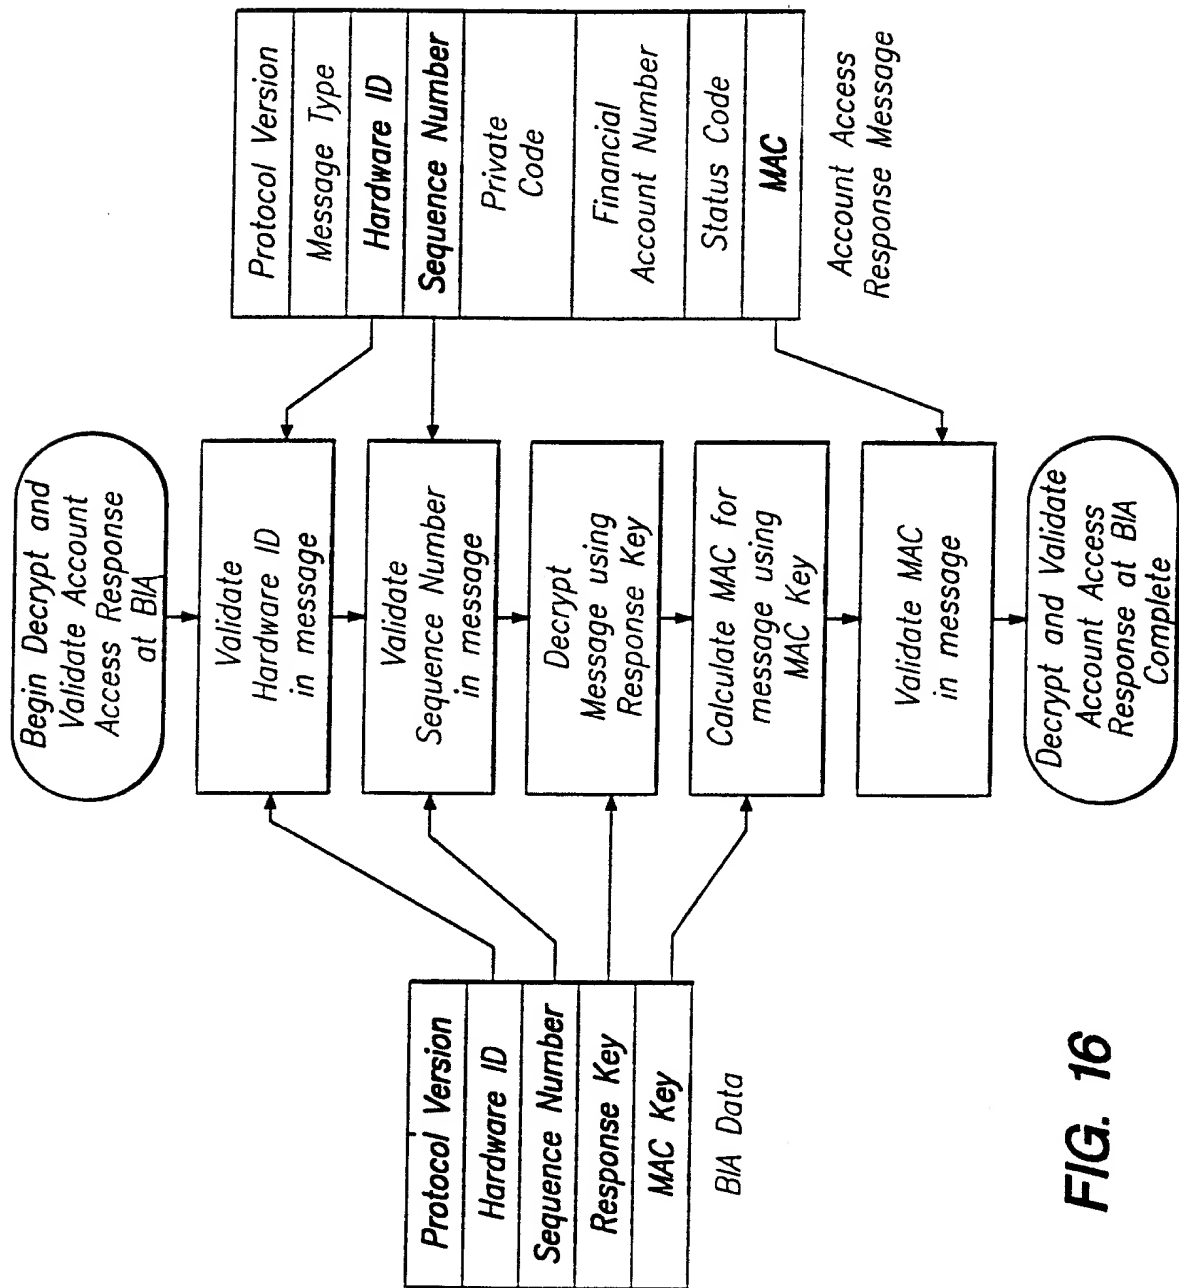 Begin Decrypt and
Validate Account
Access Response
at BIA
Validate
Hardware ID
in message
Validate
Sequence Number
in message
Decrypt
Message using
Response Key
Calculate MAC for
message using
MAC Key
Validate MAC
in message
Decrypt and Validate
Account Access
Response at BIA
Complete
Protocol Version
Hardware ID
Sequence Number
Response Key
MAC Key
BIA Data
Protocol Version
Message Type
Hardware ID
Sequence Number
Private
Code
Financial
Account Number
Status Code
MAC
Account Access
Response Message
FIG. 16